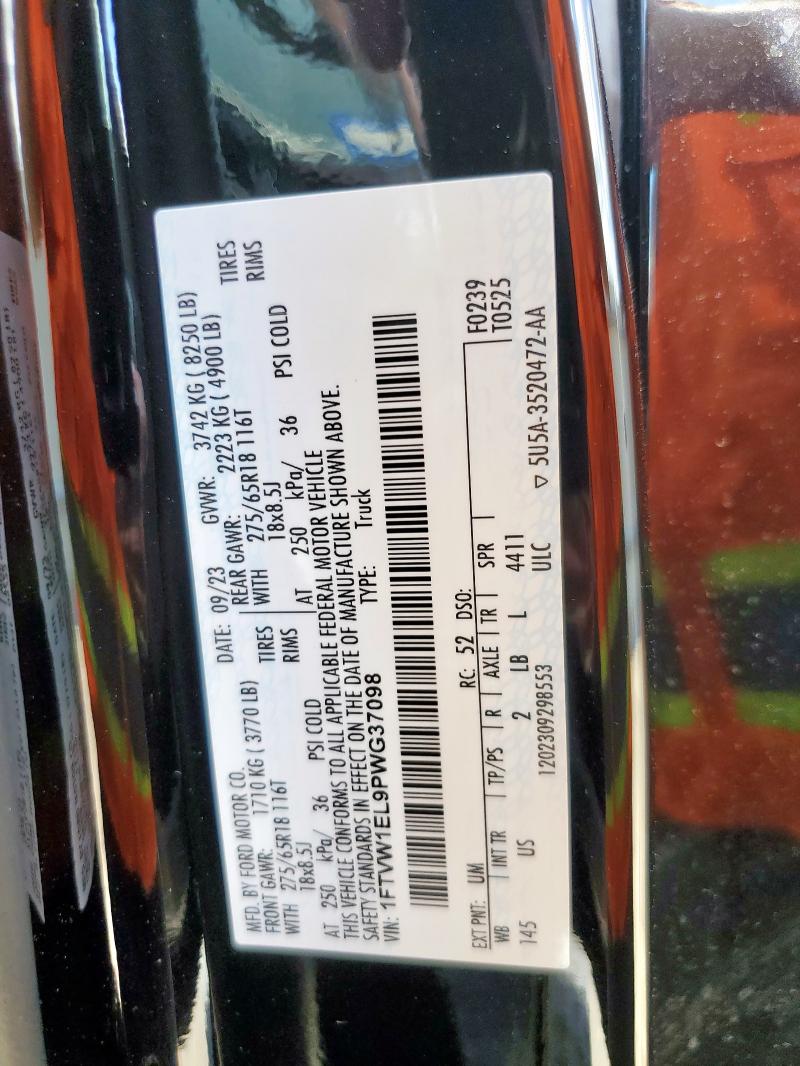 MFD. BY FORD MOTOR CO.
DATE: 09/23 GVWR: 3742 KG ( 8250 LB)
FRONT GAWR: 1710 KG ( 3770 LB) REAR GAWR: 2223 KG ( 4900 LB)
WITH 275/65R18 116T TIRES WITH 275/65R18 116T TIRES
18x8.5J RIMS 18x8.5J RIMS
AT 250 kPa/ 36 PSI COLD AT 250 kPa/ 36 PSI COLD
THIS VEHICLE CONFORMS TO ALL APPLICABLE FEDERAL MOTOR VEHICLE
SAFETY STANDARDS IN EFFECT ON THE DATE OF MANUFACTURE SHOWN ABOVE.
VIN: 1FTVW1EL9PWG37098 TYPE: Truck
F0239
EXT PNT: UM RC: 52 DSO: T0525
WB INT TR TP/PS R AXLE TR SPR
145 US 2 LB L 4411
1202309298553 ULC ▽ 5U5A-3520472-AA